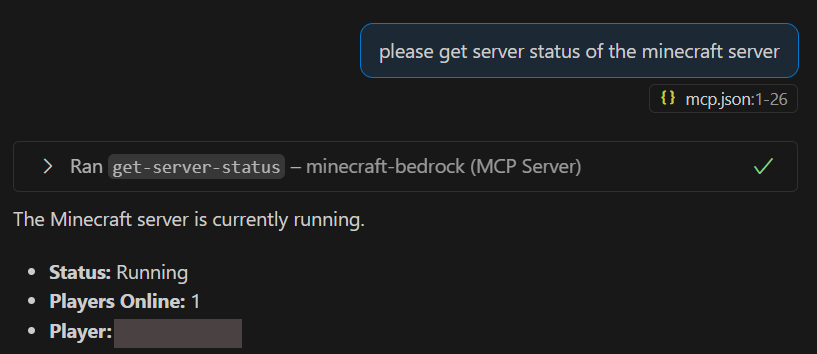 please get server status of the minecraft server
{} mcp.json:1-26
Ran get-server-status – minecraft-bedrock (MCP Server)
The Minecraft server is currently running.
• Status: Running
• Players Online: 1
• Player: